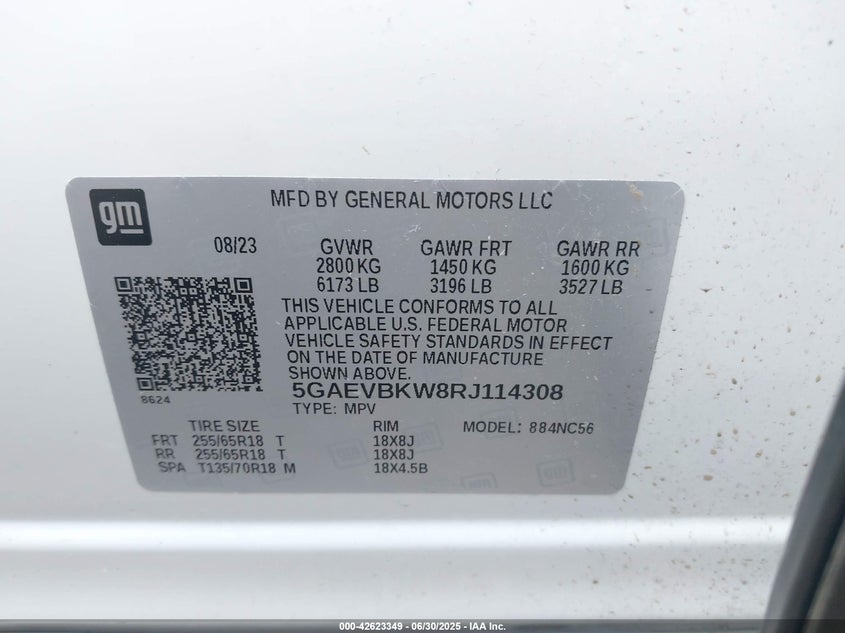 gm
MFD BY GENERAL MOTORS LLC
08/23 GVWR GAWR FRT GAWR RR
2800 KG 1450 KG 1600 KG
6173 LB 3196 LB 3527 LB
THIS VEHICLE CONFORMS TO ALL
APPLICABLE U.S. FEDERAL MOTOR
VEHICLE SAFETY STANDARDS IN EFFECT
ON THE DATE OF MANUFACTURE
SHOWN ABOVE.
8624
5GAEVBKW8RJ114308
TYPE: MPV
TIRE SIZE RIM MODEL: 884NC56
FRT 255/65R18 T 18X8J
RR 255/65R18 T 18X8J
SPA T135/70R18 M 18X4.5B
000-42623349 - 06/30/2025 - IAA Inc.